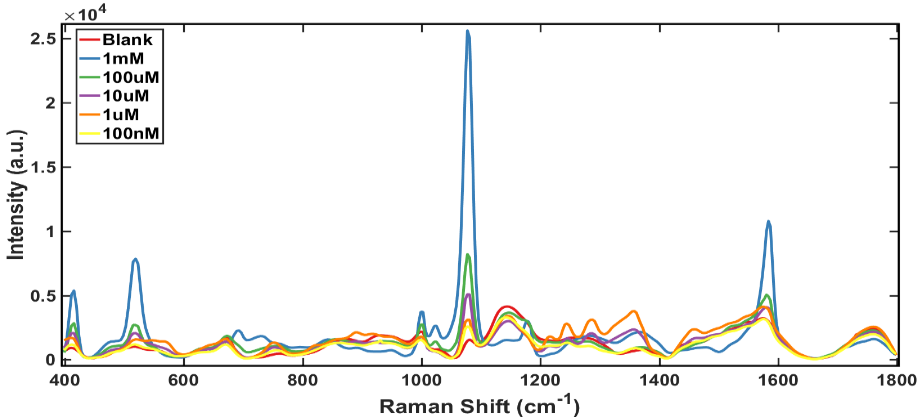 ×10⁴
2.5
2
1.5
1
0.5
0
Intensity (a.u.)
Blank
1mM
100uM
10uM
1uM
100nM
400 600 800 1000 1200 1400 1600 1800
Raman Shift (cm⁻¹)